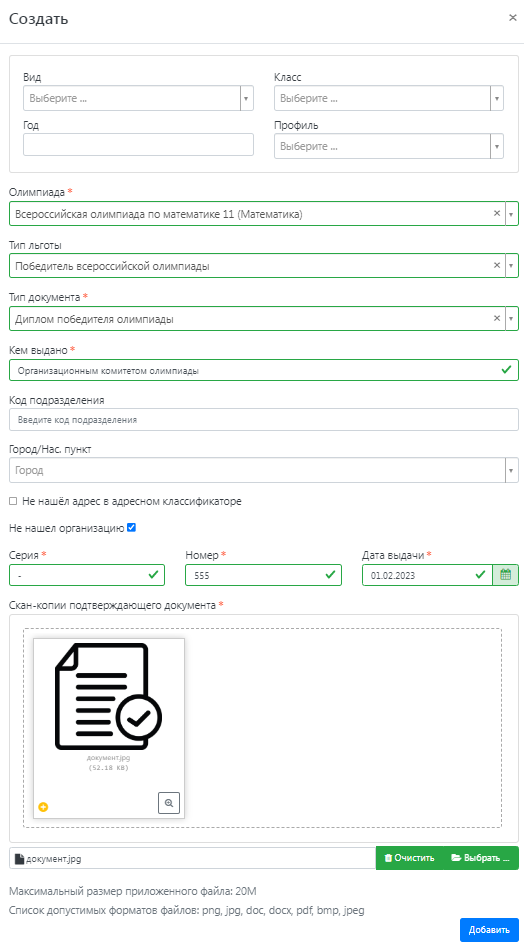 Создать
×
Вид
Класс
Выберите ...
Выберите ...
Год
Профиль
Выберите ...
Олимпиада *
Всероссийская олимпиада по математике 11 (Математика)
Тип льготы
Победитель всероссийской олимпиады
Тип документа *
Диплом победителя олимпиады
Кем выдано *
Организационным комитетом олимпиады
Код подразделения
Введите код подразделения
Город/Нас. пункт
Город
Не нашёл адрес в адресном классификаторе
Не нашел организацию
Серия *
Номер *
Дата выдачи *
-
555
01.02.2023
Скан-копии подтверждающего документа *
документ.jpg
(52.18 KB)
документ.jpg
Очистить
Выбрать ...
Максимальный размер приложенного файла: 20М
Список допустимых форматов файлов: png, jpg, doc, docx, pdf, bmp, jpeg
Добавить